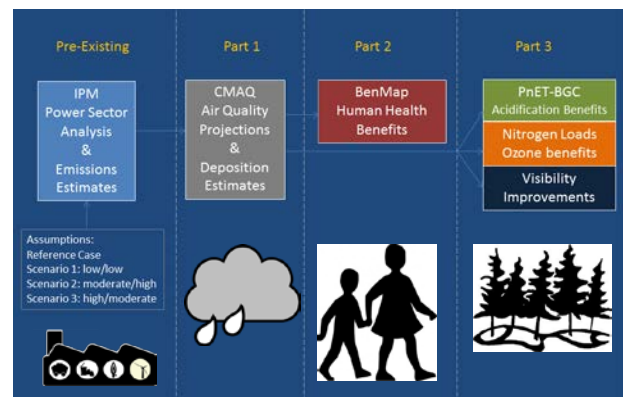 Pre-Existing
Part 1
Part 2
Part 3
IPM
Power Sector
Analysis
&
Emissions
Estimates
CMAQ
Air Quality
Projections
&
Deposition
Estimates
BenMap
Human Health
Benefits
PnET-BGC
Acidification Benefits
Nitrogen Loads
Ozone benefits
Visibility
Improvements
Assumptions:
Reference Case
Scenario 1: low/low
Scenario 2: moderate/high
Scenario 3: high/moderate